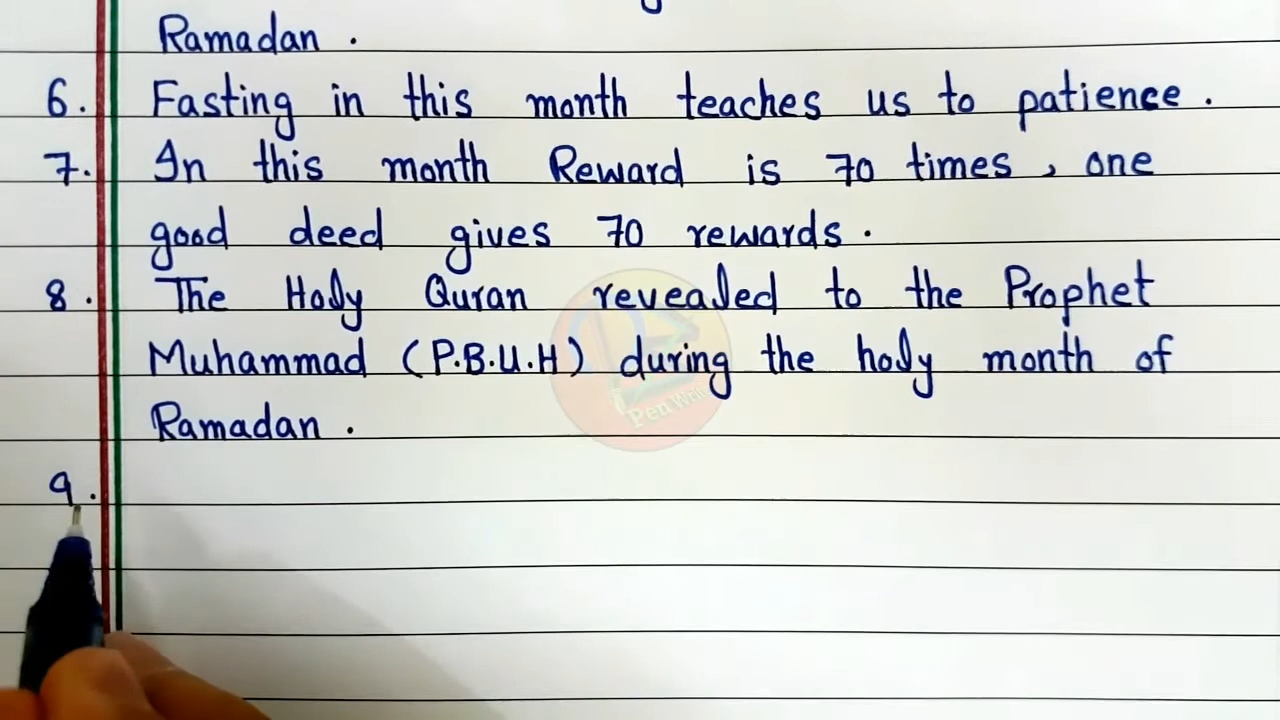 Ramadan .
6. Fasting in this month teaches us to patience .
7. In this month Reward is 70 times , one
good deed gives 70 rewards .
8. The Holy Quran revealed to the Prophet
Muhammad (P.B.U.H) during the holy month of
Ramadan .
9.
Pen Write